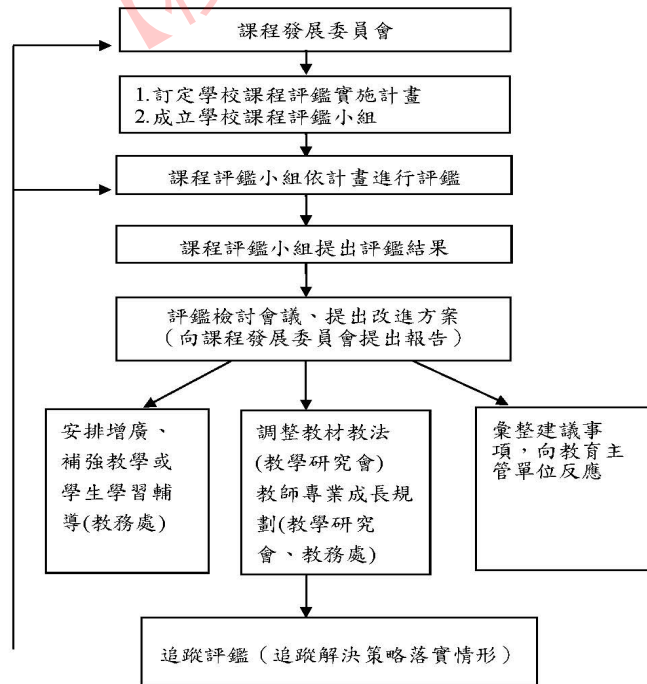 課程發展委員會
1.訂定學校課程評鑑實施計畫
2.成立學校課程評鑑小組
課程評鑑小組依計畫進行評鑑
課程評鑑小組提出評鑑結果
評鑑檢討會議、提出改進方案
（向課程發展委員會提出報告）
安排增廣、
補強教學或
學生學習輔
導(教務處)
調整教材教法
(教學研究會)
教師專業成長規
劃(教學研究
會、教務處)
彙整建議事
項，向教育主
管單位反應
追蹤評鑑（追蹤解決策略落實情形）